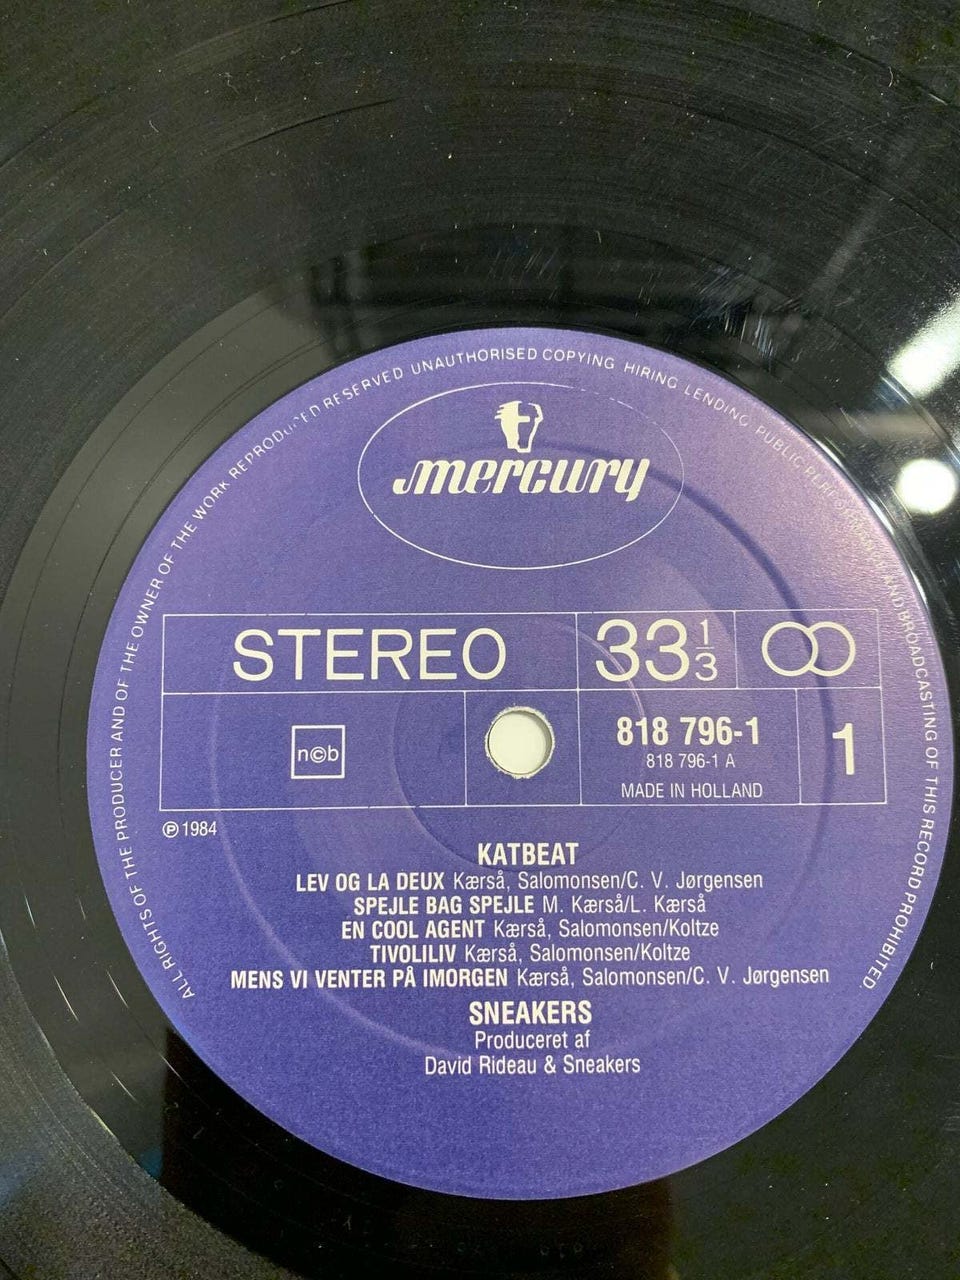 ALL RIGHTS OF THE PRODUCER AND OF THE OWNER OF THE WORK REPRODUCED RESERVED UNAUTHORISED COPYING HIRING LENDING PUBLIC PERFORMANCE AND BROADCASTING OF THIS RECORD PROHIBITED.
mercury
STEREO 33 1/3
n©b
818 796-1
818 796-1 A
MADE IN HOLLAND
1
℗ 1984
KATBEAT
LEV OG LA DEUX Kærså, Salomonsen/C. V. Jørgensen
SPEJLE BAG SPEJLE M. Kærså/L. Kærså
EN COOL AGENT Kærså, Salomonsen/Koltze
TIVOLILIV Kærså, Salomonsen/Koltze
MENS VI VENTER PÅ IMORGEN Kærså, Salomonsen/C. V. Jørgensen
SNEAKERS
Produceret af
David Rideau & Sneakers